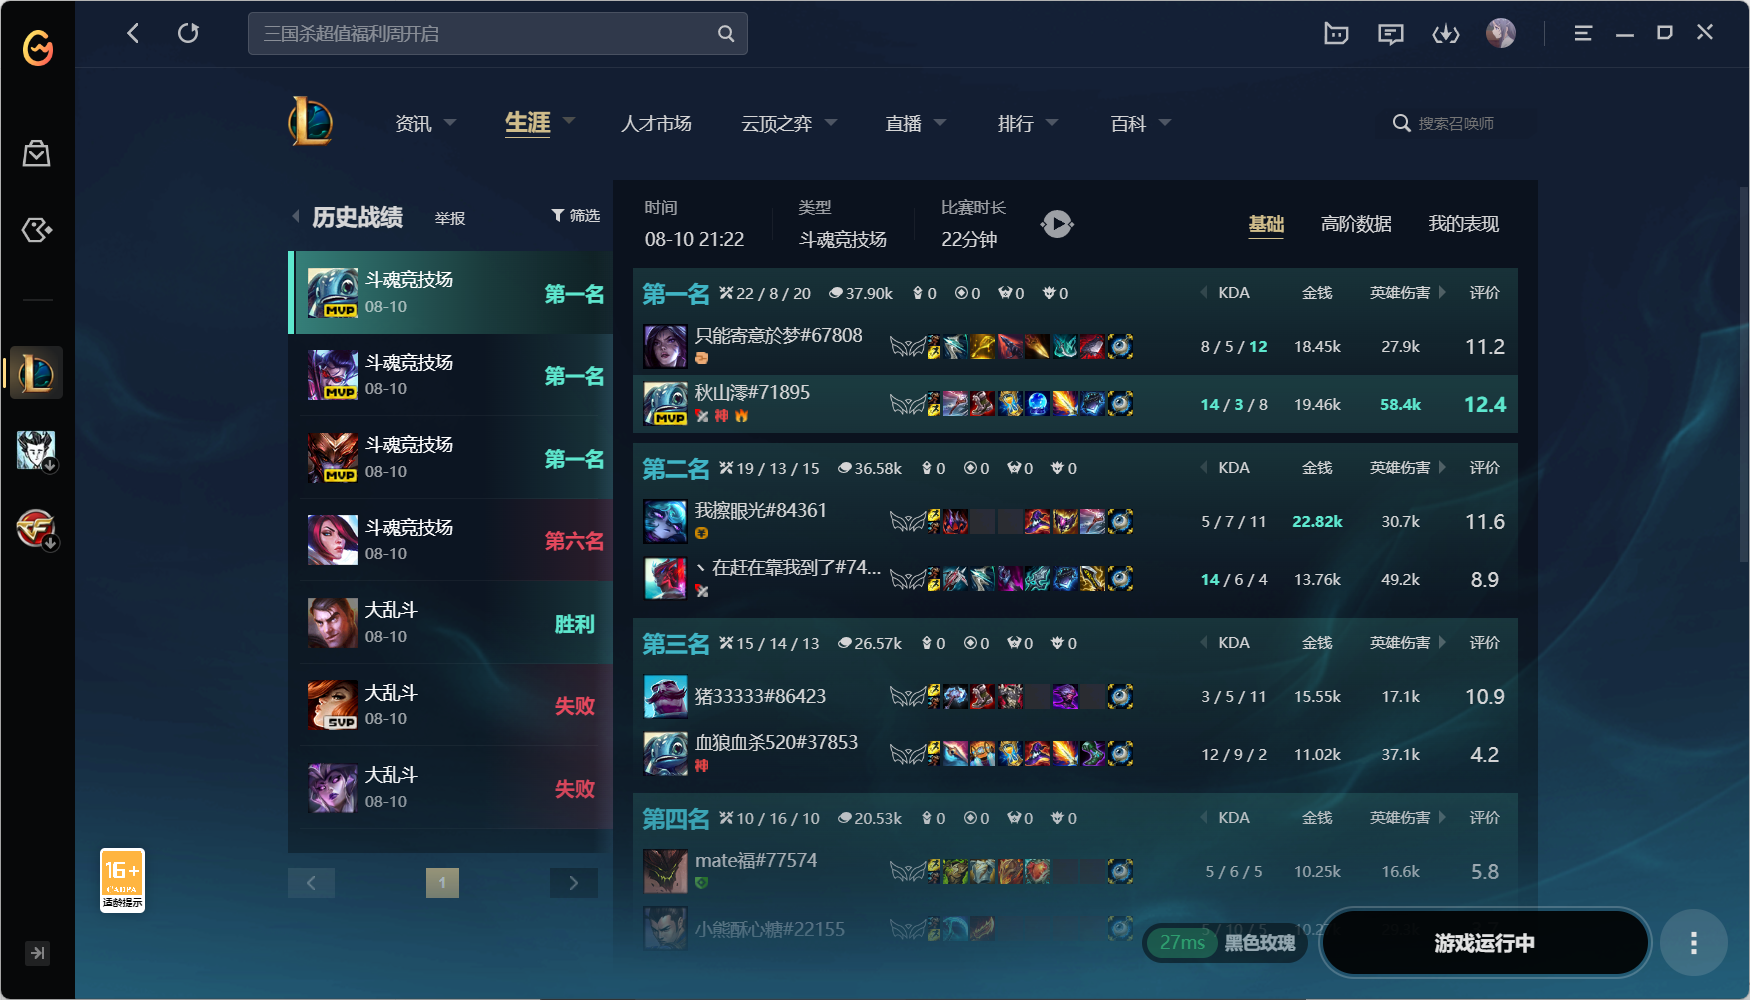 三国杀超值福利周开启
资讯
生涯
人才市场
云顶之弈
直播
排行
百科
搜索召唤师
历史战绩
举报
筛选
斗魂竞技场
08-10
MVP
第一名
斗魂竞技场
08-10
MVP
第一名
斗魂竞技场
08-10
MVP
第一名
斗魂竞技场
08-10
第六名
大乱斗
08-10
胜利
大乱斗
08-10
SVP
失败
大乱斗
08-10
失败
1
时间
08-10 21:22
类型
斗魂竞技场
比赛时长
22分钟
基础
高阶数据
我的表现
第一名 22 / 8 / 20 37.90k 0 0 0 0 KDA 金钱 英雄伤害 评价
只能寄意於梦#67808
8 / 5 / 12 18.45k 27.9k 11.2
秋山澪#71895
MVP
神
14 / 3 / 8 19.46k 58.4k 12.4
第二名 19 / 13 / 15 36.58k 0 0 0 0 KDA 金钱 英雄伤害 评价
我擦眼光#84361
5 / 7 / 11 22.82k 30.7k 11.6
丶在赶在靠我到了#74...
14 / 6 / 4 13.76k 49.2k 8.9
第三名 15 / 14 / 13 26.57k 0 0 0 0 KDA 金钱 英雄伤害 评价
猪33333#86423
3 / 5 / 11 15.55k 17.1k 10.9
血狼血杀520#37853
神
12 / 9 / 2 11.02k 37.1k 4.2
第四名 10 / 16 / 10 20.53k 0 0 0 0 KDA 金钱 英雄伤害 评价
mate福#77574
5 / 6 / 5 10.25k 16.6k 5.8
小熊酥心糖#22155
5 / 10 / 5
27ms
黑色玫瑰
游戏运行中
16+
CADPA
适龄提示